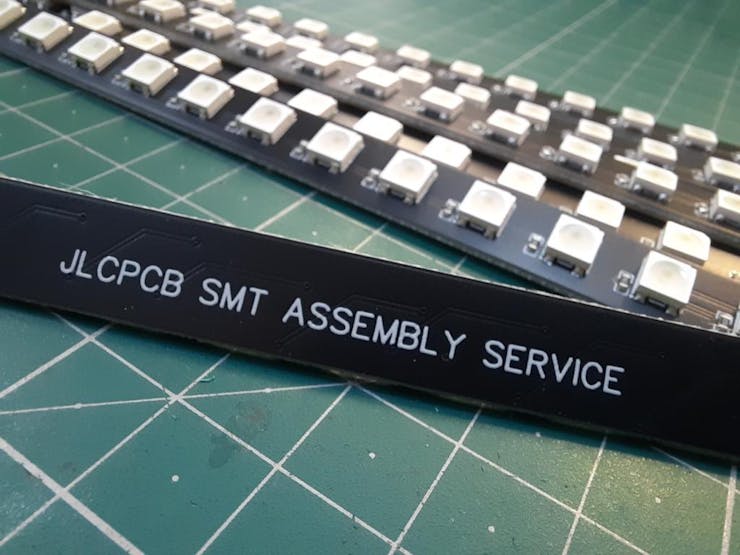 JLCPCB SMT ASSEMBLY SERVICE